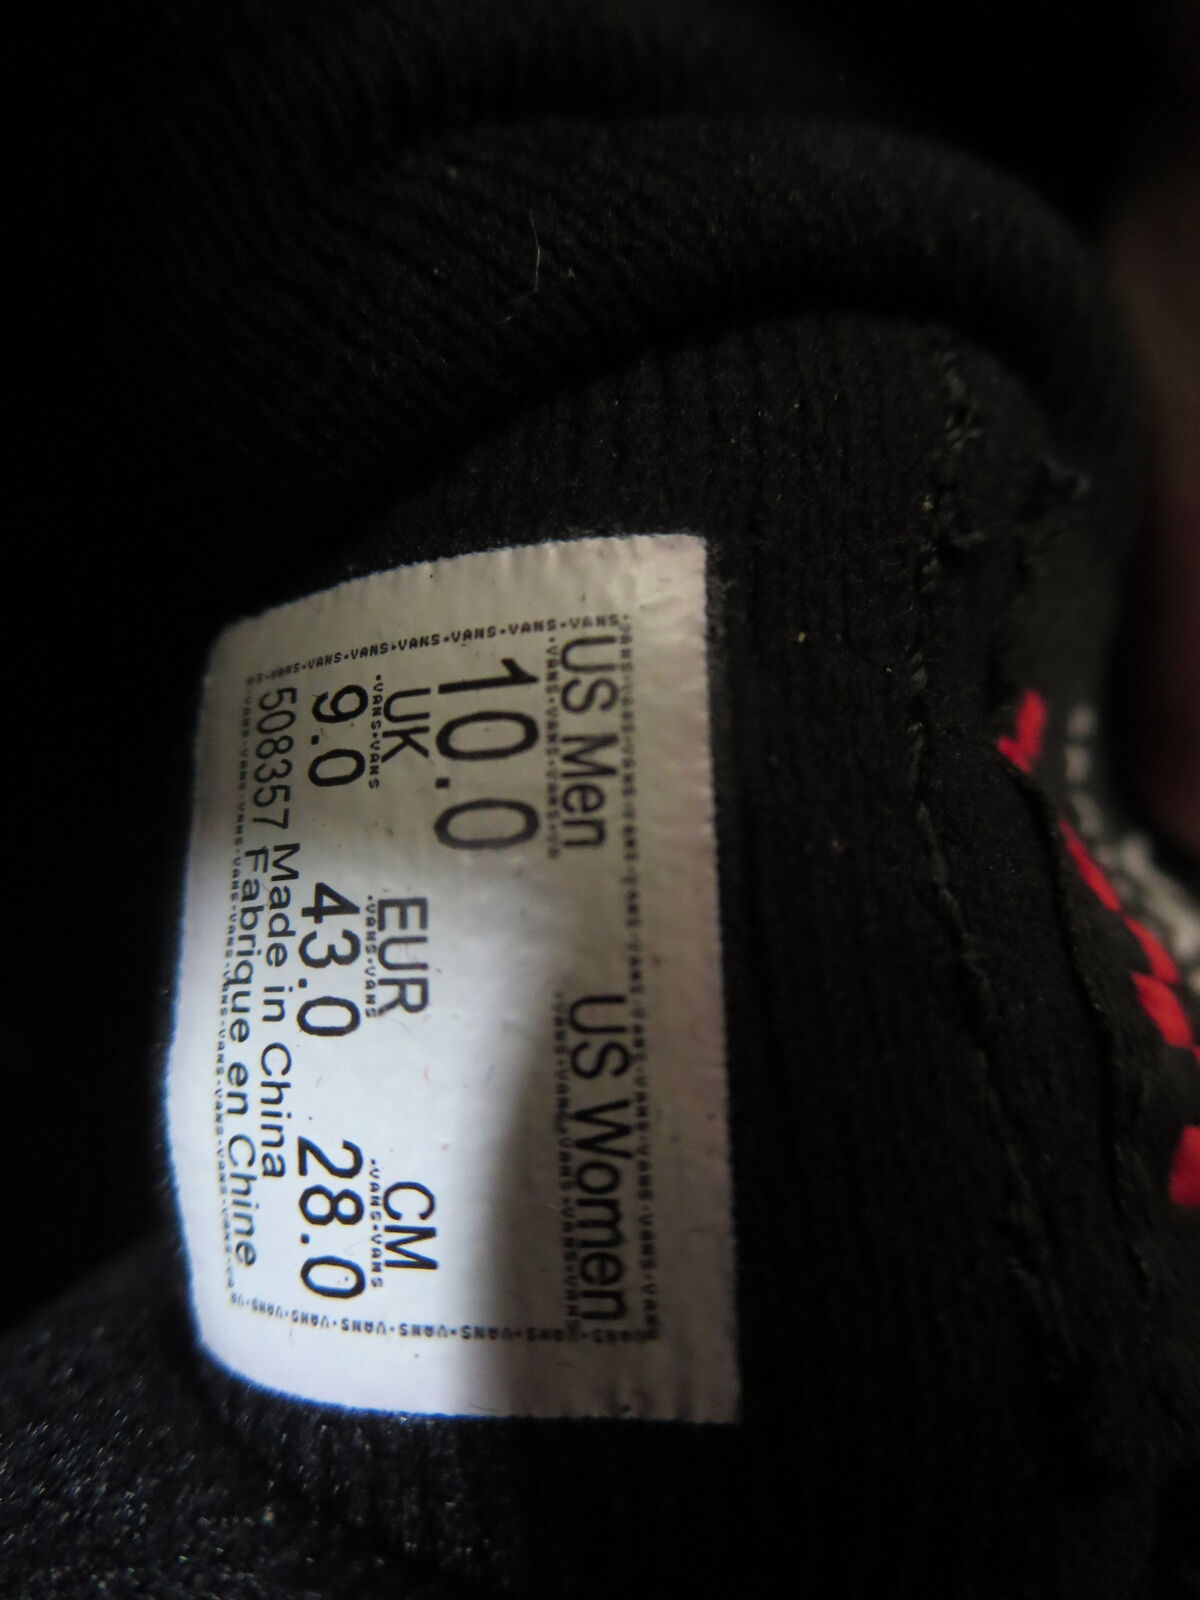 US Men US Women
10.0
UK EUR CM
9.0 43.0 28.0
508357 Made in China
Fabrique en Chine